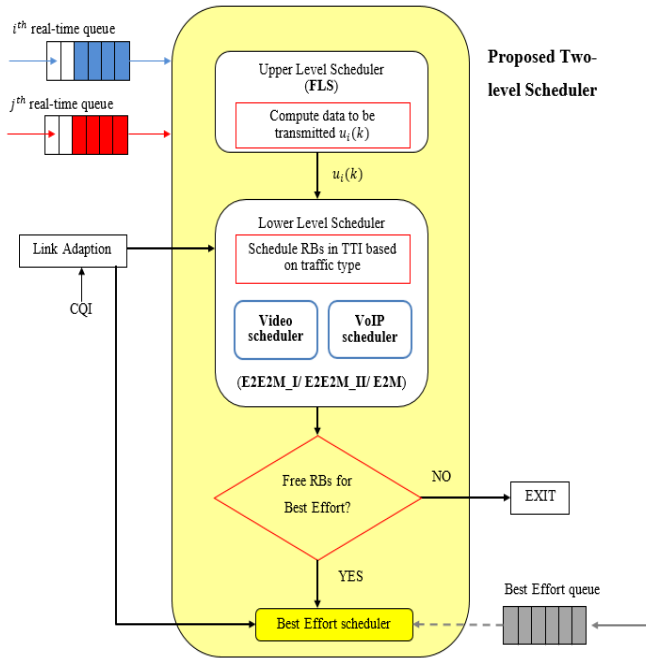 i^th real-time queue
j^th real-time queue
Proposed Two-
level Scheduler
Upper Level Scheduler
(FLS)
Compute data to be
transmitted u_i(k)
u_i(k)
Lower Level Scheduler
Schedule RBs in TTI based
on traffic type
Video
scheduler
VoIP
scheduler
(E2E2M_I/ E2E2M_II/ E2M)
Link Adaption
CQI
Free RBs for
Best Effort?
NO
EXIT
YES
Best Effort scheduler
Best Effort queue